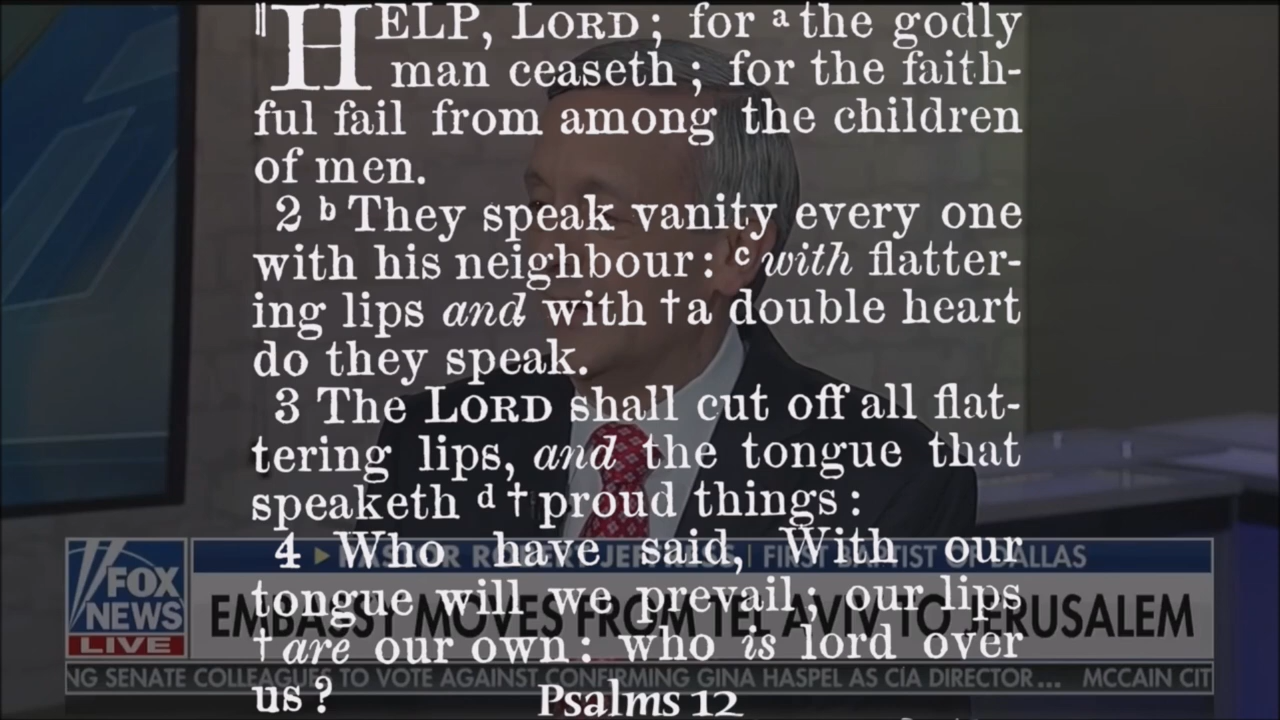 ‖HELP, LORD; for ᵃ the godly
man ceaseth; for the faith-
ful fail from among the children
of men.
2 ᵇ They speak vanity every one
with his neighbour: ᶜ with flatter-
ing lips and with † a double heart
do they speak.
3 The LORD shall cut off all flat-
tering lips, and the tongue that
speaketh ᵈ † proud things:
4 Who have said, With our
tongue will we prevail; our lips
† are our own: who is lord over
us?
Psalms 12
PASTOR ROBERT JEFFRESS | FIRST BAPTIST OF DALLAS
FOX
NEWS
LIVE
EMBASSY MOVES FROM TEL AVIV TO JERUSALEM
NG SENATE COLLEAGUES TO VOTE AGAINST CONFIRMING GINA HASPEL AS CIA DIRECTOR... MCCAIN CIT